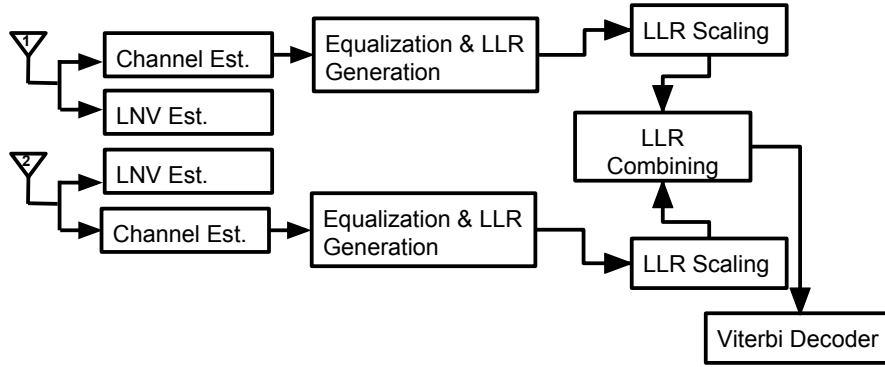 1
Channel Est.
Equalization & LLR
Generation
LLR Scaling
LNV Est.
LLR
Combining
2
LNV Est.
Channel Est.
Equalization & LLR
Generation
LLR Scaling
Viterbi Decoder